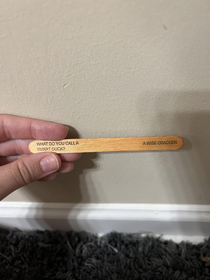 WHAT DO YOU CALL A
SMART DUCK?
A WISE QUACKER